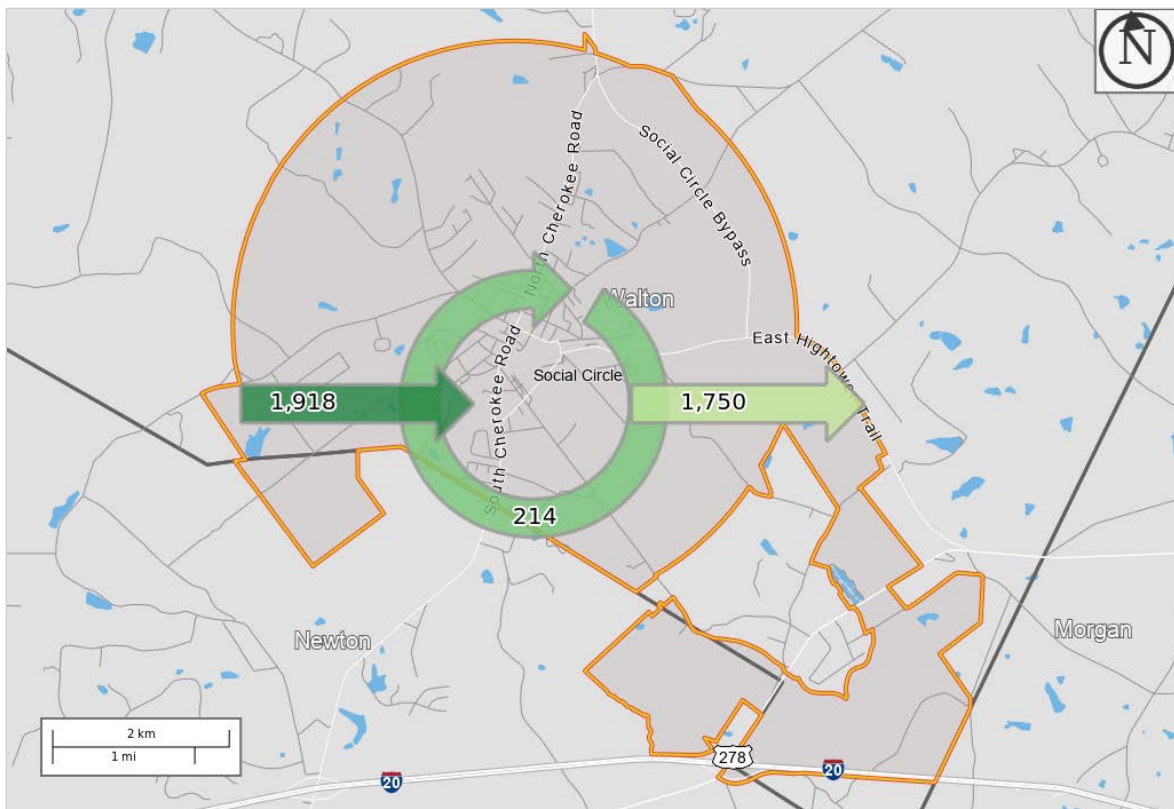 N
North Cherokee Road
Social Circle Bypass
Walton
East Hightower Trail
South Cherokee Road
Social Circle
1,918
1,750
214
Newton
Morgan
2 km
1 mi
278
20
20